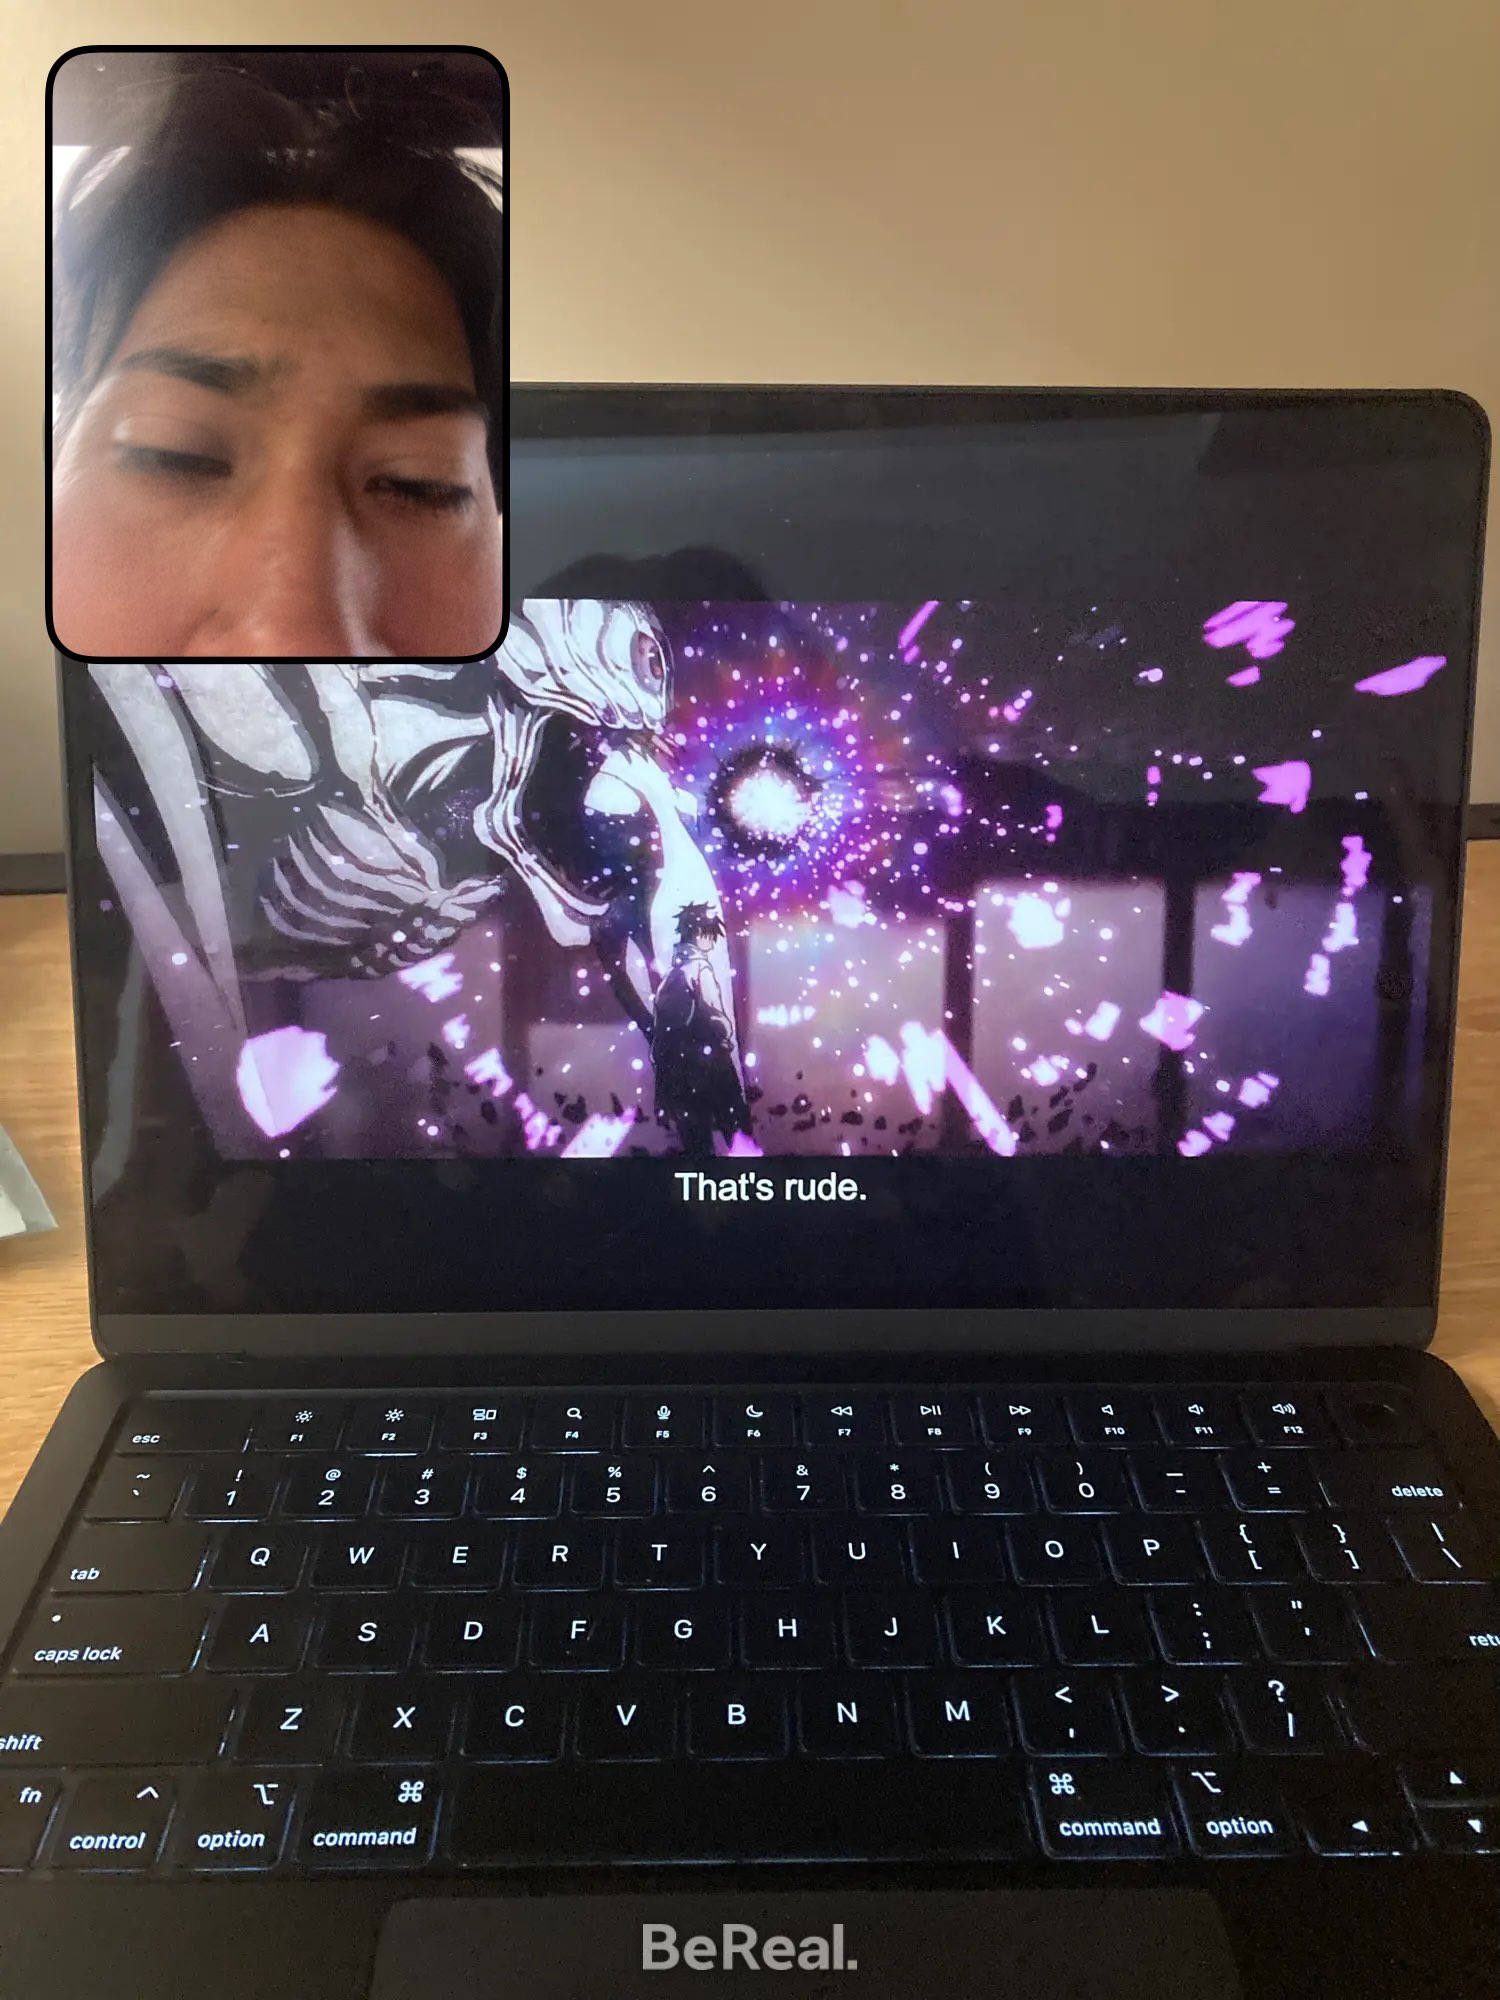 That's rude.
esc F1 F2 F3 F4 F5 F6 F7 F8 F9 F10 F11 F12
~ ! @ # $ % ^ & * ( ) — +
` 1 2 3 4 5 6 7 8 9 0 - = delete
tab Q W E R T Y U I O P { [ } ] | \
caps lock A S D F G H J K L : ; " '
shift Z X C V B N M < , > . ? /
fn control option command command option
BeReal.